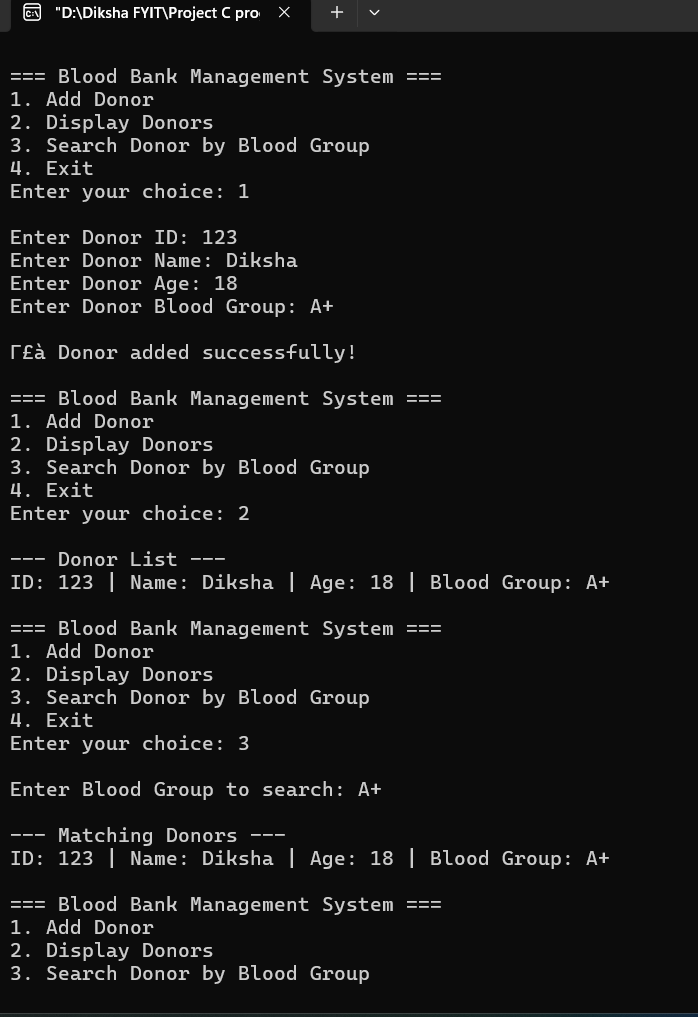 "D:\Diksha FYIT\Project C pro
=== Blood Bank Management System ===
1. Add Donor
2. Display Donors
3. Search Donor by Blood Group
4. Exit
Enter your choice: 1
Enter Donor ID: 123
Enter Donor Name: Diksha
Enter Donor Age: 18
Enter Donor Blood Group: A+
Γ£à Donor added successfully!
=== Blood Bank Management System ===
1. Add Donor
2. Display Donors
3. Search Donor by Blood Group
4. Exit
Enter your choice: 2
--- Donor List ---
ID: 123 | Name: Diksha | Age: 18 | Blood Group: A+
=== Blood Bank Management System ===
1. Add Donor
2. Display Donors
3. Search Donor by Blood Group
4. Exit
Enter your choice: 3
Enter Blood Group to search: A+
--- Matching Donors ---
ID: 123 | Name: Diksha | Age: 18 | Blood Group: A+
=== Blood Bank Management System ===
1. Add Donor
2. Display Donors
3. Search Donor by Blood Group